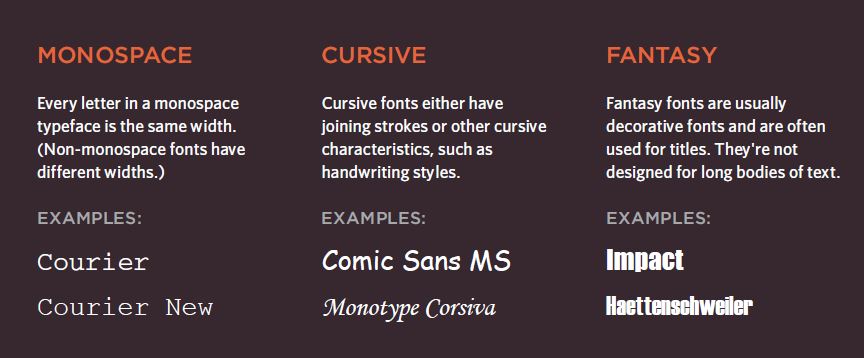 MONOSPACE
Every letter in a monospace
typeface is the same width.
(Non-monospace fonts have
different widths.)
EXAMPLES:
Courier
Courier New
CURSIVE
Cursive fonts either have
joining strokes or other cursive
characteristics, such as
handwriting styles.
EXAMPLES:
Comic Sans MS
Monotype Corsiva
FANTASY
Fantasy fonts are usually
decorative fonts and are often
used for titles. They're not
designed for long bodies of text.
EXAMPLES:
Impact
Haettenschweiler